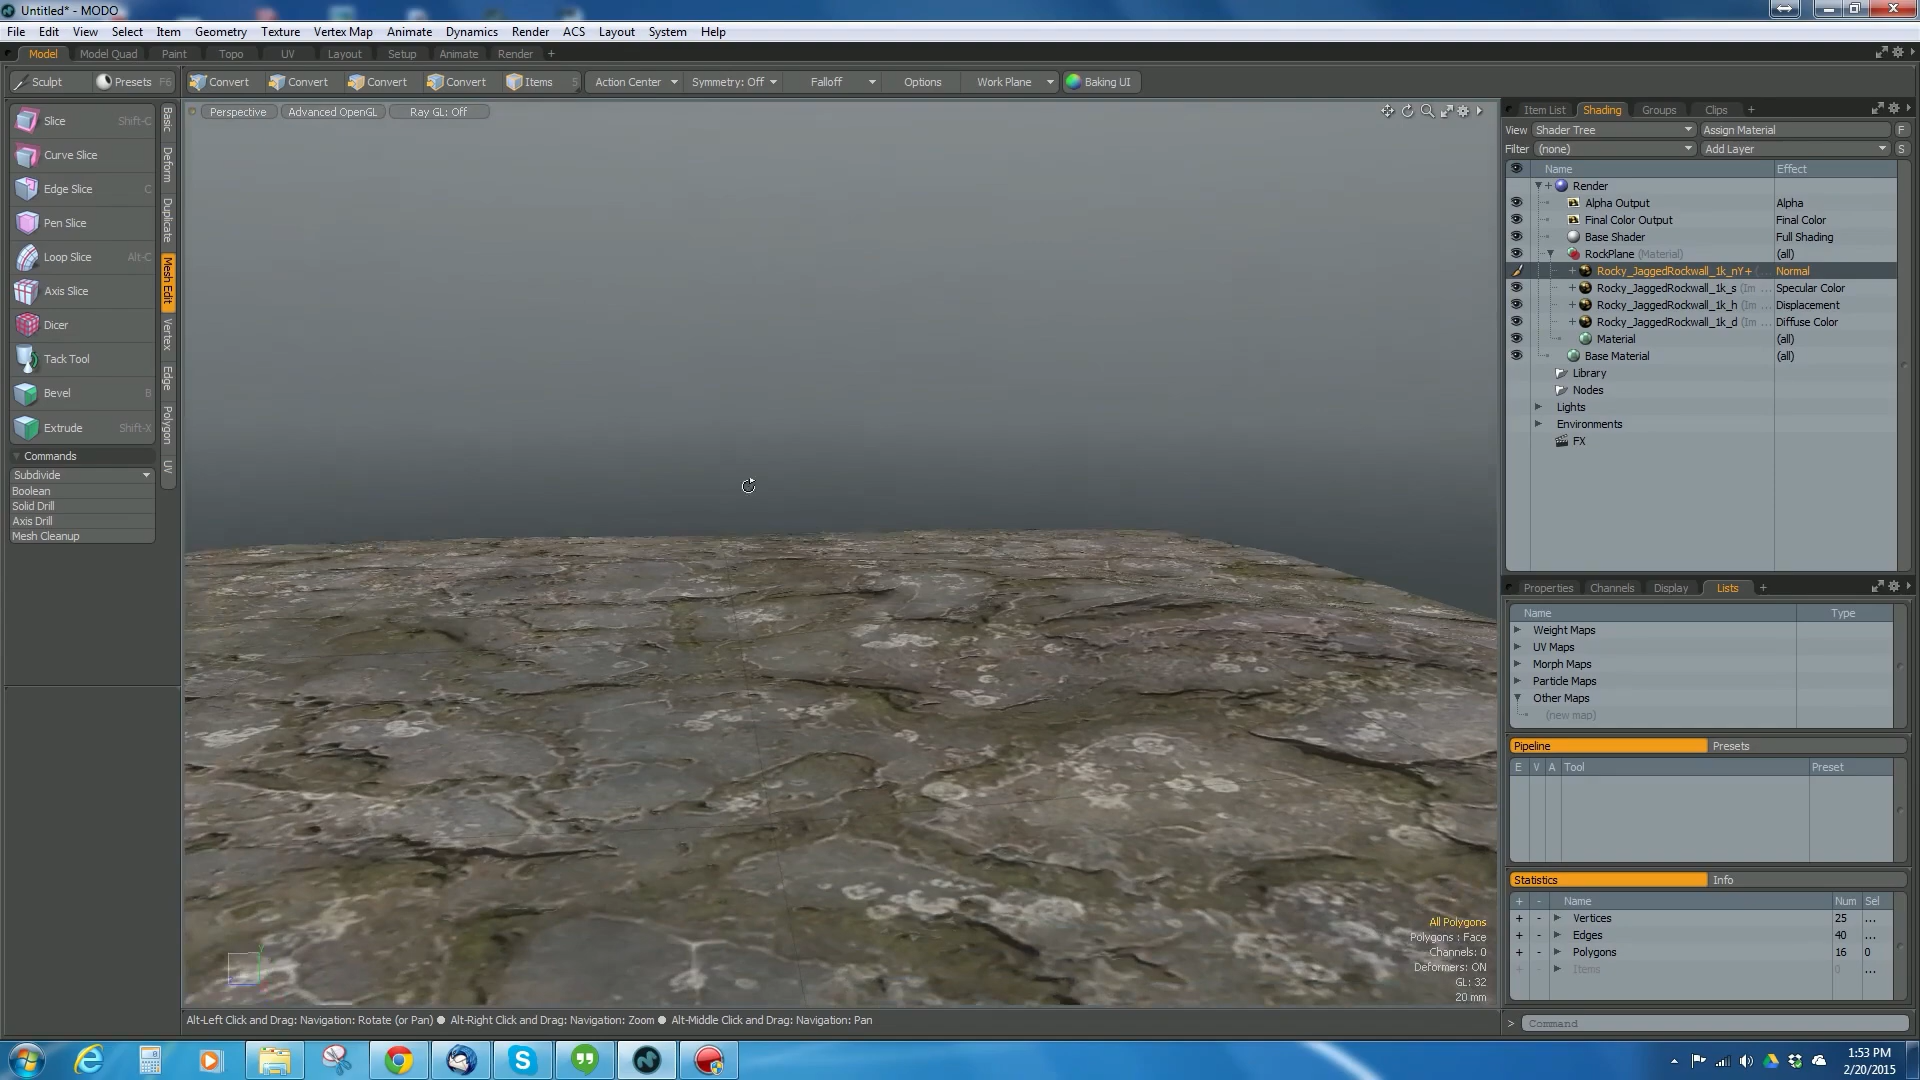 Untitled* - MODO
File Edit View Select Item Geometry Texture Vertex Map Animate Dynamics Render ACS Layout System Help
Model Model Quad Paint Topo UV Layout Setup Animate Render +
Sculpt Presets F6 Convert Convert Convert Convert Items 5 Action Center Symmetry: Off Falloff Options Work Plane Baking UI
Perspective Advanced OpenGL Ray GL: Off
Slice Shift-C
Curve Slice
Edge Slice C
Pen Slice
Loop Slice Alt-C
Axis Slice
Dicer
Tack Tool
Bevel B
Extrude Shift-X
Commands
Subdivide
Boolean
Solid Drill
Axis Drill
Mesh Cleanup
Basic
Deform
Duplicate
Mesh Edit
Vertex
Edge
Polygon
UV
All Polygons
Polygons : Face
Channels: 0
Deformers: ON
GL: 32
20 mm
Y
Alt-Left Click and Drag: Navigation: Rotate (or Pan) ● Alt-Right Click and Drag: Navigation: Zoom ● Alt-Middle Click and Drag: Navigation: Pan
Item List Shading Groups Clips +
View Shader Tree Assign Material F
Filter (none) Add Layer S
Name Effect
Render
Alpha Output Alpha
Final Color Output Final Color
Base Shader Full Shading
RockPlane (Material) (all)
Rocky_JaggedRockwall_1k_nY+ (... Normal
Rocky_JaggedRockwall_1k_s (Im ... Specular Color
Rocky_JaggedRockwall_1k_h (Im ... Displacement
Rocky_JaggedRockwall_1k_d (Im ... Diffuse Color
Material (all)
Base Material (all)
Library
Nodes
Lights
Environments
FX
Properties Channels Display Lists +
Name Type
Weight Maps
UV Maps
Morph Maps
Particle Maps
Other Maps
(new map)
Pipeline Presets
E V A Tool Preset
Statistics Info
+ - Name Num Sel
+ - Vertices 25 ...
+ - Edges 40 ...
+ - Polygons 16 0
+ - Items 0 ...
> Command
1:53 PM
2/20/2015